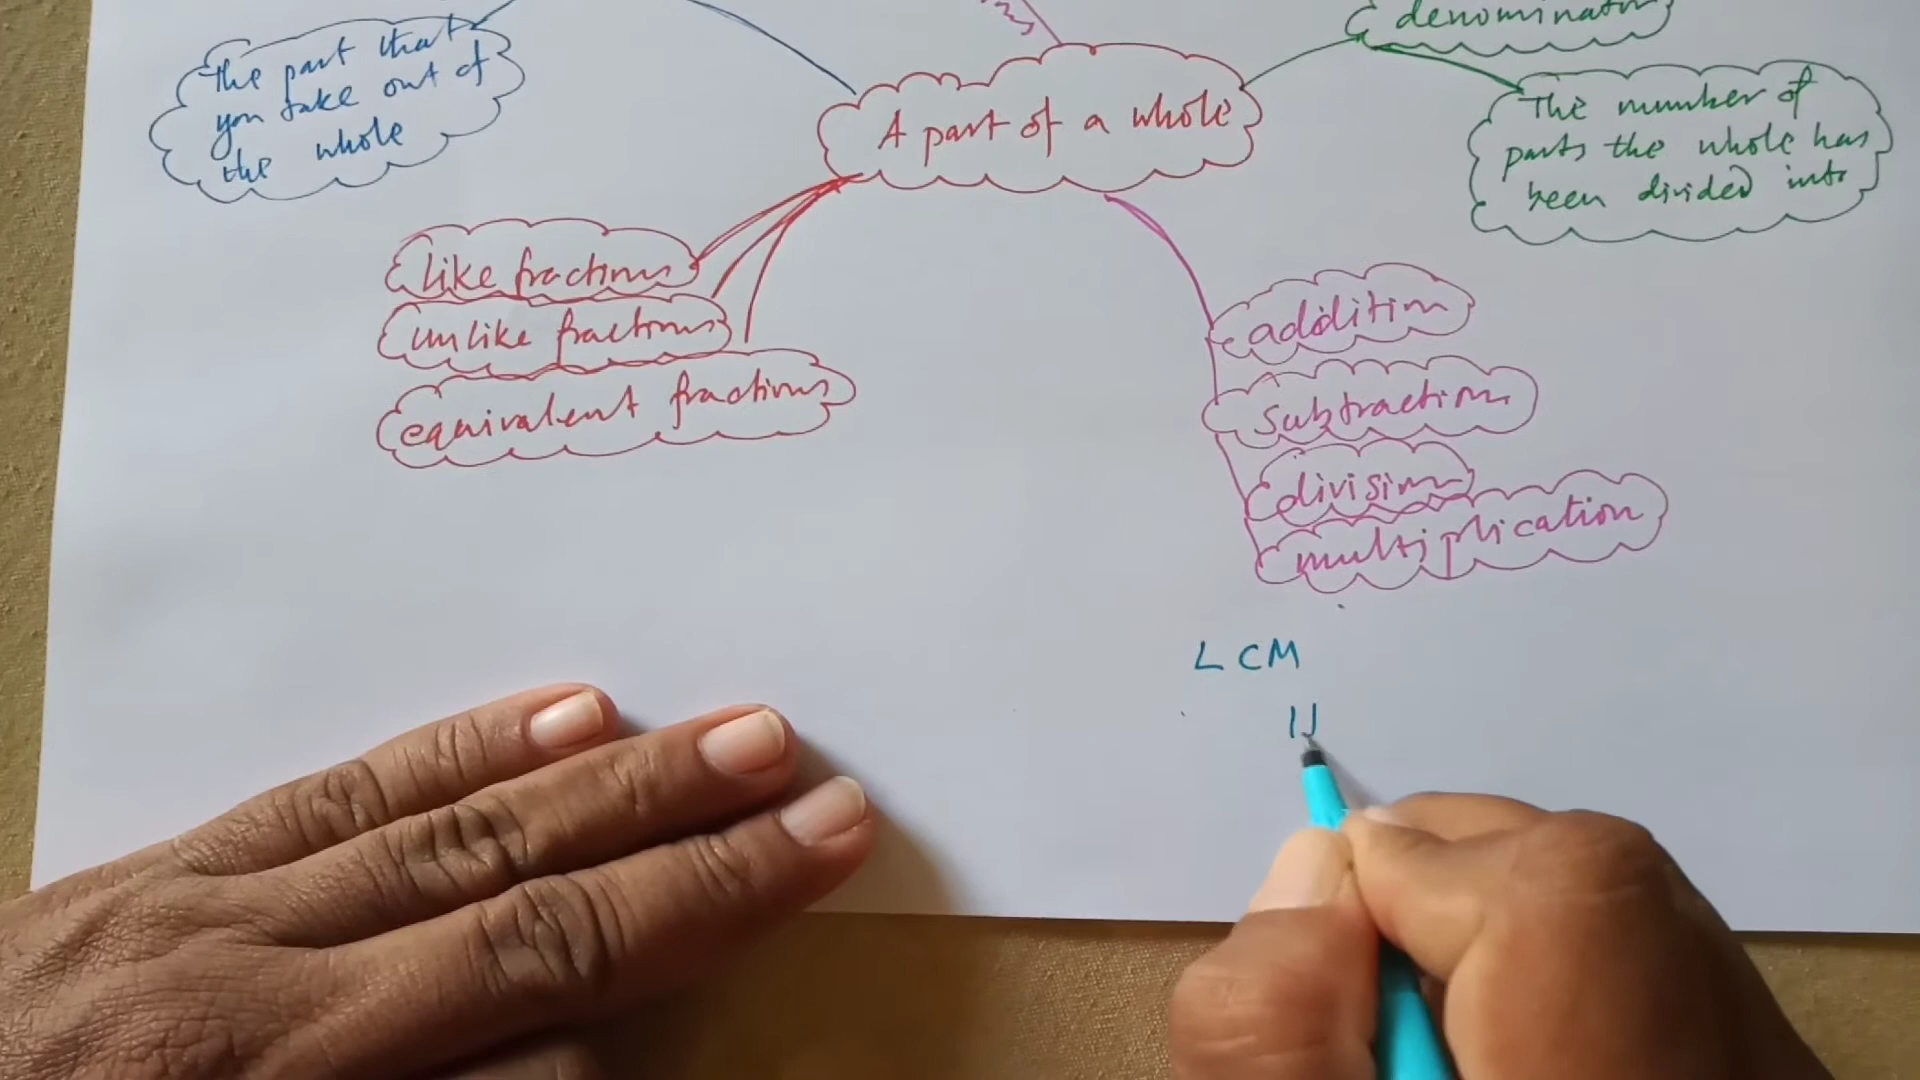 denominator
The part that
you take out of
the whole
A part of a whole
The number of
parts the whole has
been divided into
like fractions
unlike fractions
equivalent fractions
addition
subtraction
division
multiplication
LCM